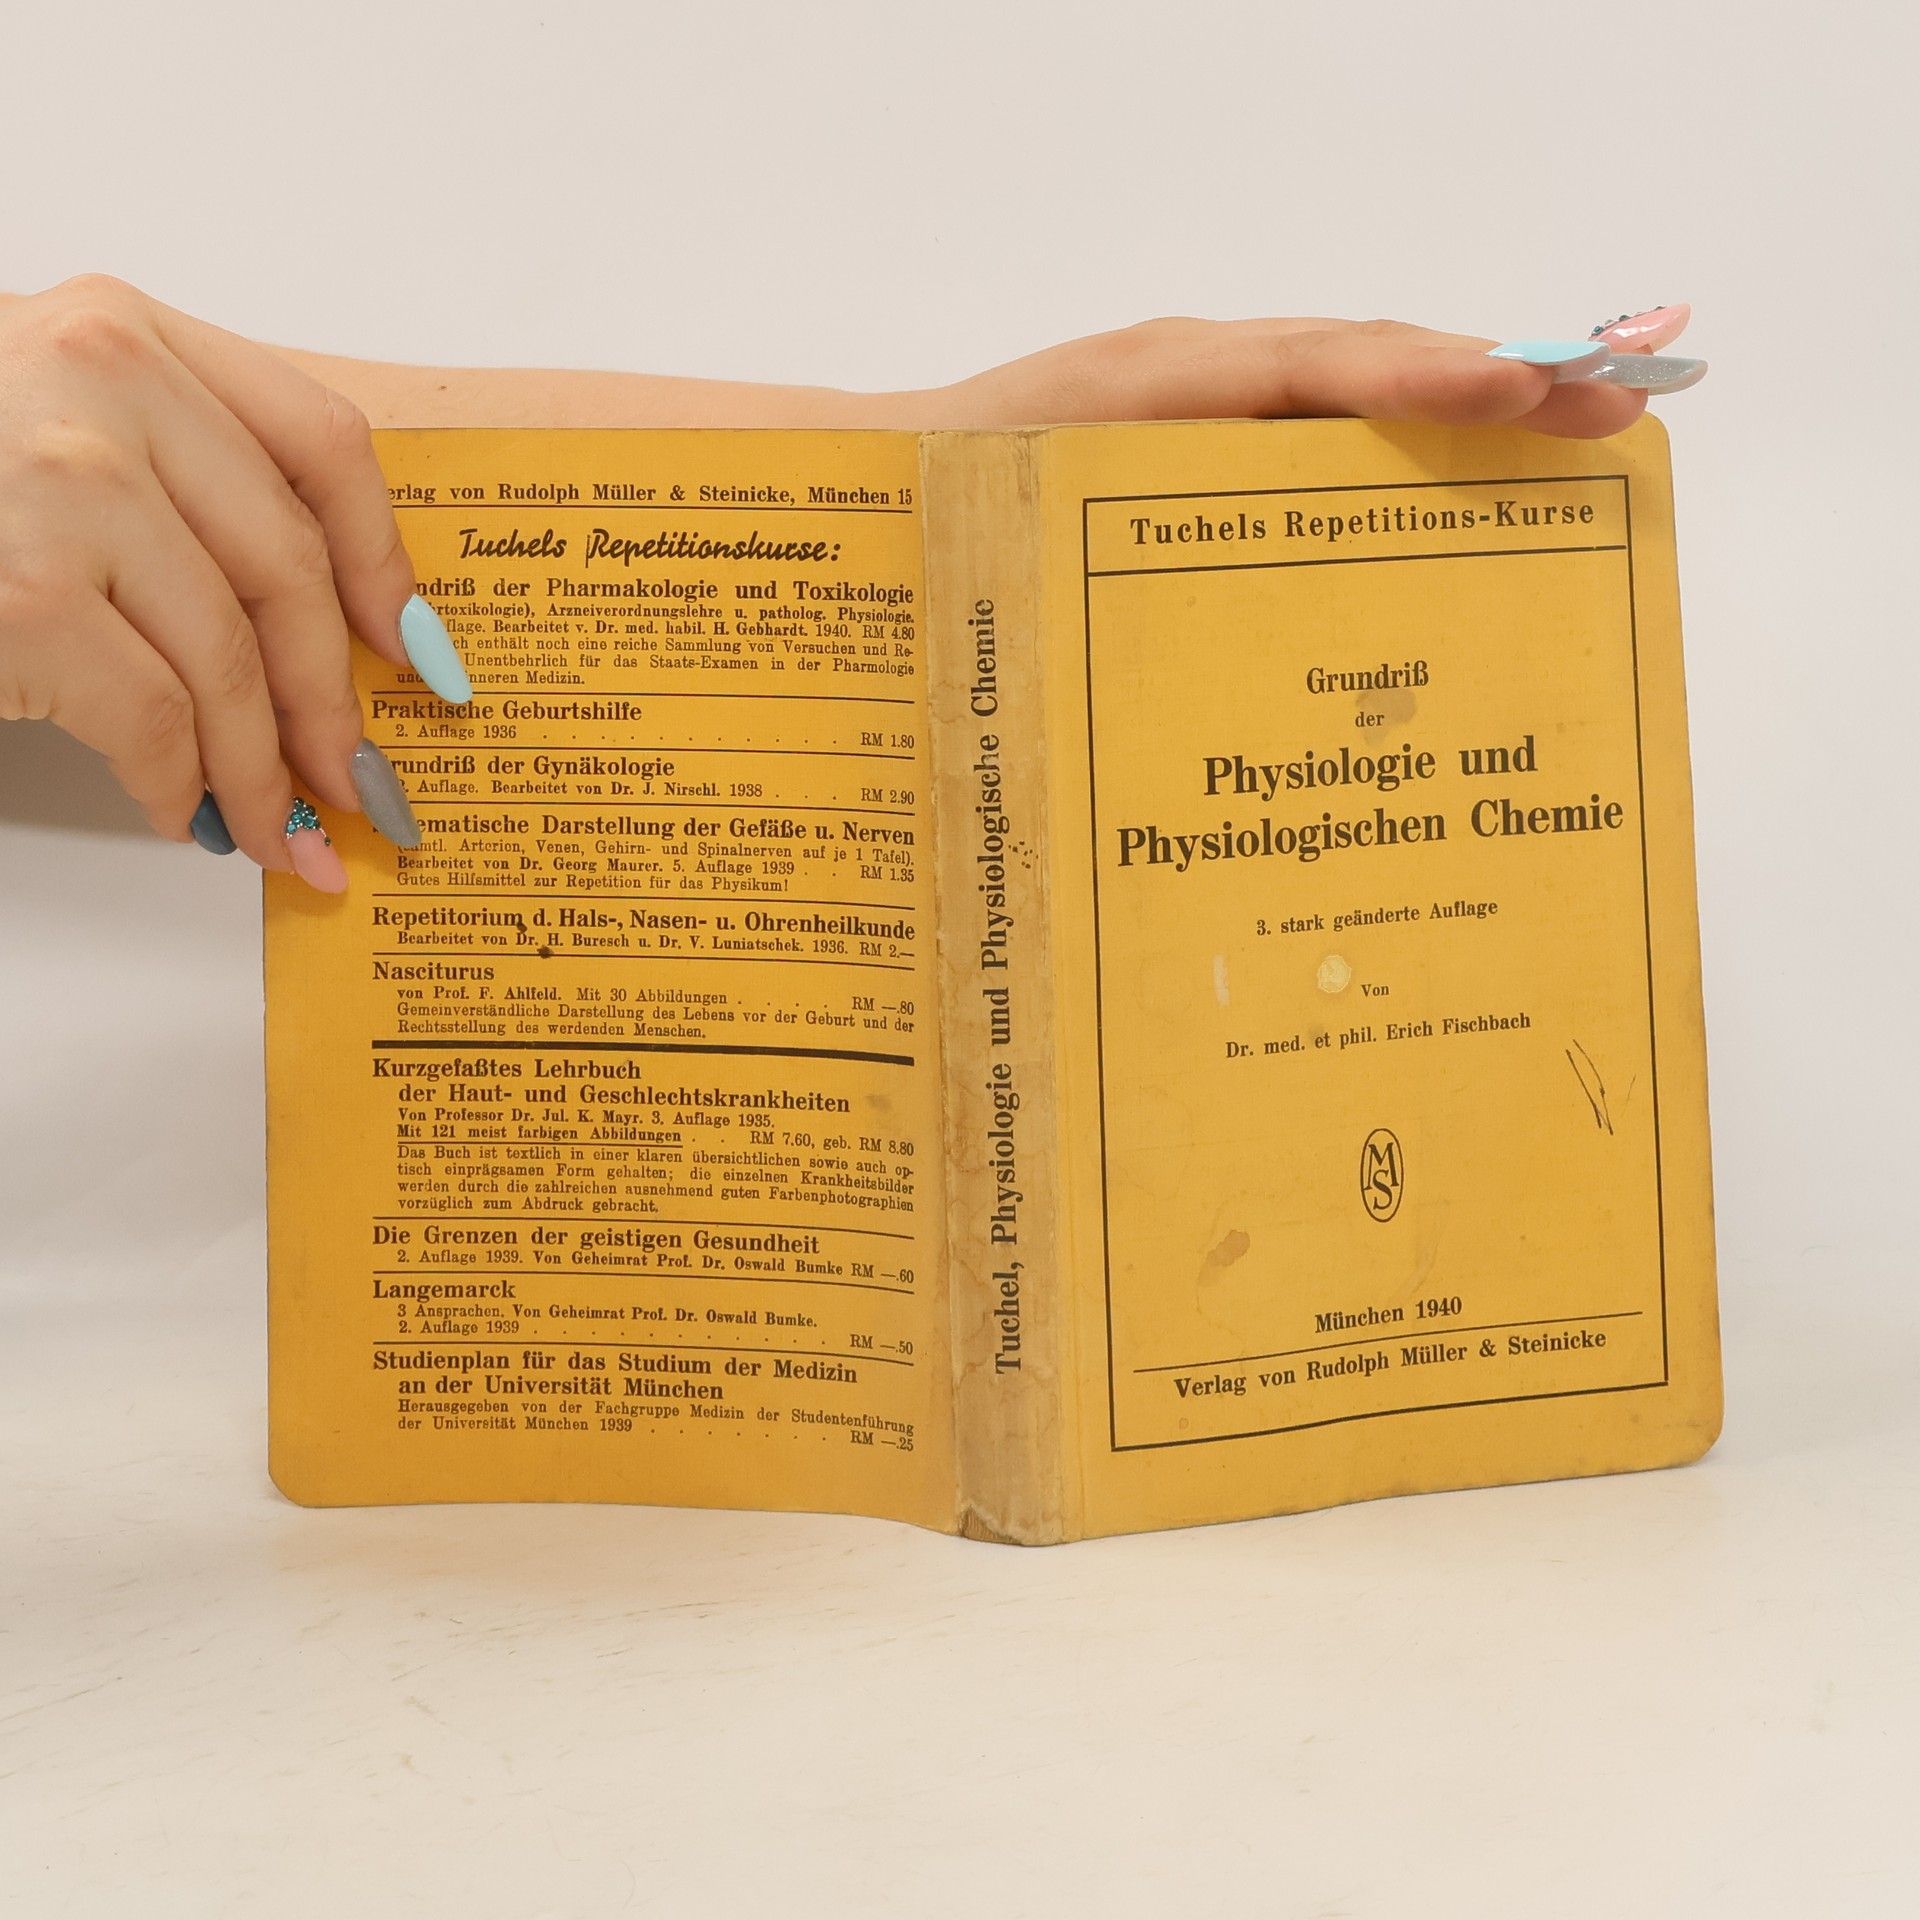 Verlag von Rudolph Müller & Steinicke, München 15
Tuchels Repetitionskurse:
der Pharmakologie und Toxikologie
Arzneiverordnungslehre u. patholog. Physiologie.
Bearbeitet v. Dr. med. habil. H. Gebhardt. 1940. RM 4.80
enthält noch eine reiche Sammlung von Versuchen und Re-
Unentbehrlich für das Staats-Examen in der Pharmologie
inneren Medizin.
Praktische Geburtshilfe
2. Auflage 1936 . . . . . . . . . . RM 1.80
Grundriß der Gynäkologie
Auflage. Bearbeitet von Dr. J. Nirschl. 1938 . . . RM 2.90
Darstellung der Gefäße u. Nerven
(Samtl. Arterion, Venen, Gehirn- und Spinalnerven auf je 1 Tafel).
Bearbeitet von Dr. Georg Maurer. 5. Auflage 1939 . . RM 1.35
Gutes Hilfsmittel zur Repetition für das Physikum!
Repetitorium d. Hals-, Nasen- u. Ohrenheilkunde
Bearbeitet von Dr. H. Buresch u. Dr. V. Luniatschek. 1936. RM 2.—
Nasciturus
von Prof. F. Ahlfeld. Mit 30 Abbildungen . . . . RM —.80
Gemeinverständliche Darstellung des Lebens vor der Geburt und der
Rechtsstellung des werdenden Menschen.
Kurzgefaßtes Lehrbuch
der Haut- und Geschlechtskrankheiten
Von Professor Dr. Jul. K. Mayr. 3. Auflage 1935.
Mit 121 meist farbigen Abbildungen . . RM 7.60, geb. RM 8.80
Das Buch ist textlich in einer klaren übersichtlichen sowie auch op-
tisch einprägsamen Form gehalten; die einzelnen Krankheitsbilder
werden durch die zahlreichen ausnehmend guten Farbenphotographien
vorzüglich zum Abdruck gebracht.
Die Grenzen der geistigen Gesundheit
2. Auflage 1939. Von Geheimrat Prof. Dr. Oswald Bumke RM —.60
Langemarck
3 Ansprachen. Von Geheimrat Prof. Dr. Oswald Bumke.
2. Auflage 1939 . . . . . . . . . . . RM —.50
Studienplan für das Studium der Medizin
an der Universität München
Herausgegeben von der Fachgruppe Medizin der Studentenführung
der Universität München 1939 . . . . . . . RM —.25
Tuchel, Physiologie und Physiologische Chemie
Tuchels Repetitions-Kurse
Grundriß
der
Physiologie und
Physiologischen Chemie
3. stark geänderte Auflage
Von
Dr. med. et phil. Erich Fischbach
MS
München 1940
Verlag von Rudolph Müller & Steinicke